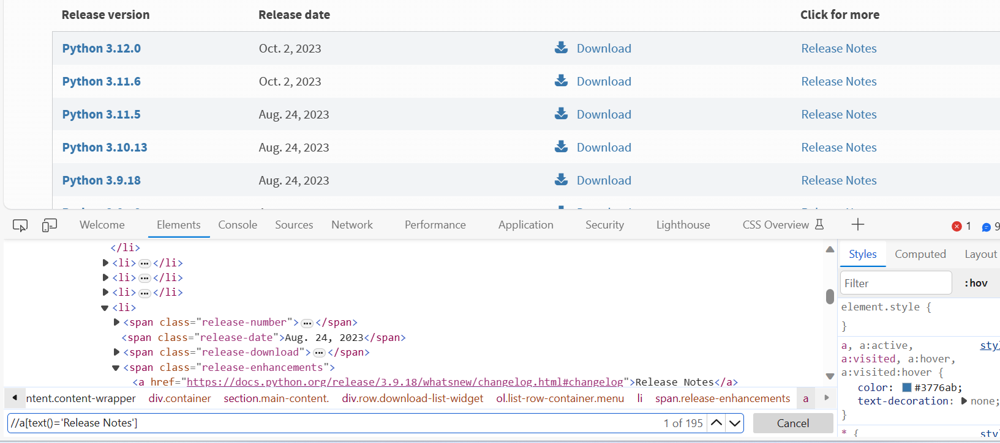 Release version Release date Click for more
Python 3.12.0 Oct. 2, 2023 Download Release Notes
Python 3.11.6 Oct. 2, 2023 Download Release Notes
Python 3.11.5 Aug. 24, 2023 Download Release Notes
Python 3.10.13 Aug. 24, 2023 Download Release Notes
Python 3.9.18 Aug. 24, 2023 Download Release Notes
Welcome Elements Console Sources Network Performance Application Security Lighthouse CSS Overview 1 9
</li>
<li>…</li>
<li>…</li>
<li>…</li>
<li>
<span class="release-number">…</span>
<span class="release-date">Aug. 24, 2023</span>
<span class="release-download">…</span>
<span class="release-enhancements">
<a href="https://docs.python.org/release/3.9.18/whatsnew/changelog.html#changelog">Release Notes</a>
ntent.content-wrapper div.container section.main-content. div.row.download-list-widget ol.list-row-container.menu li span.release-enhancements a
//a[text()='Release Notes'] 1 of 195 Cancel
Styles Computed Layout
Filter :hov
element.style {
}
a, a:active, styl
a:visited, a:hover,
a:visited:hover {
color: #3776ab;
text-decoration: none;
}
* { styl